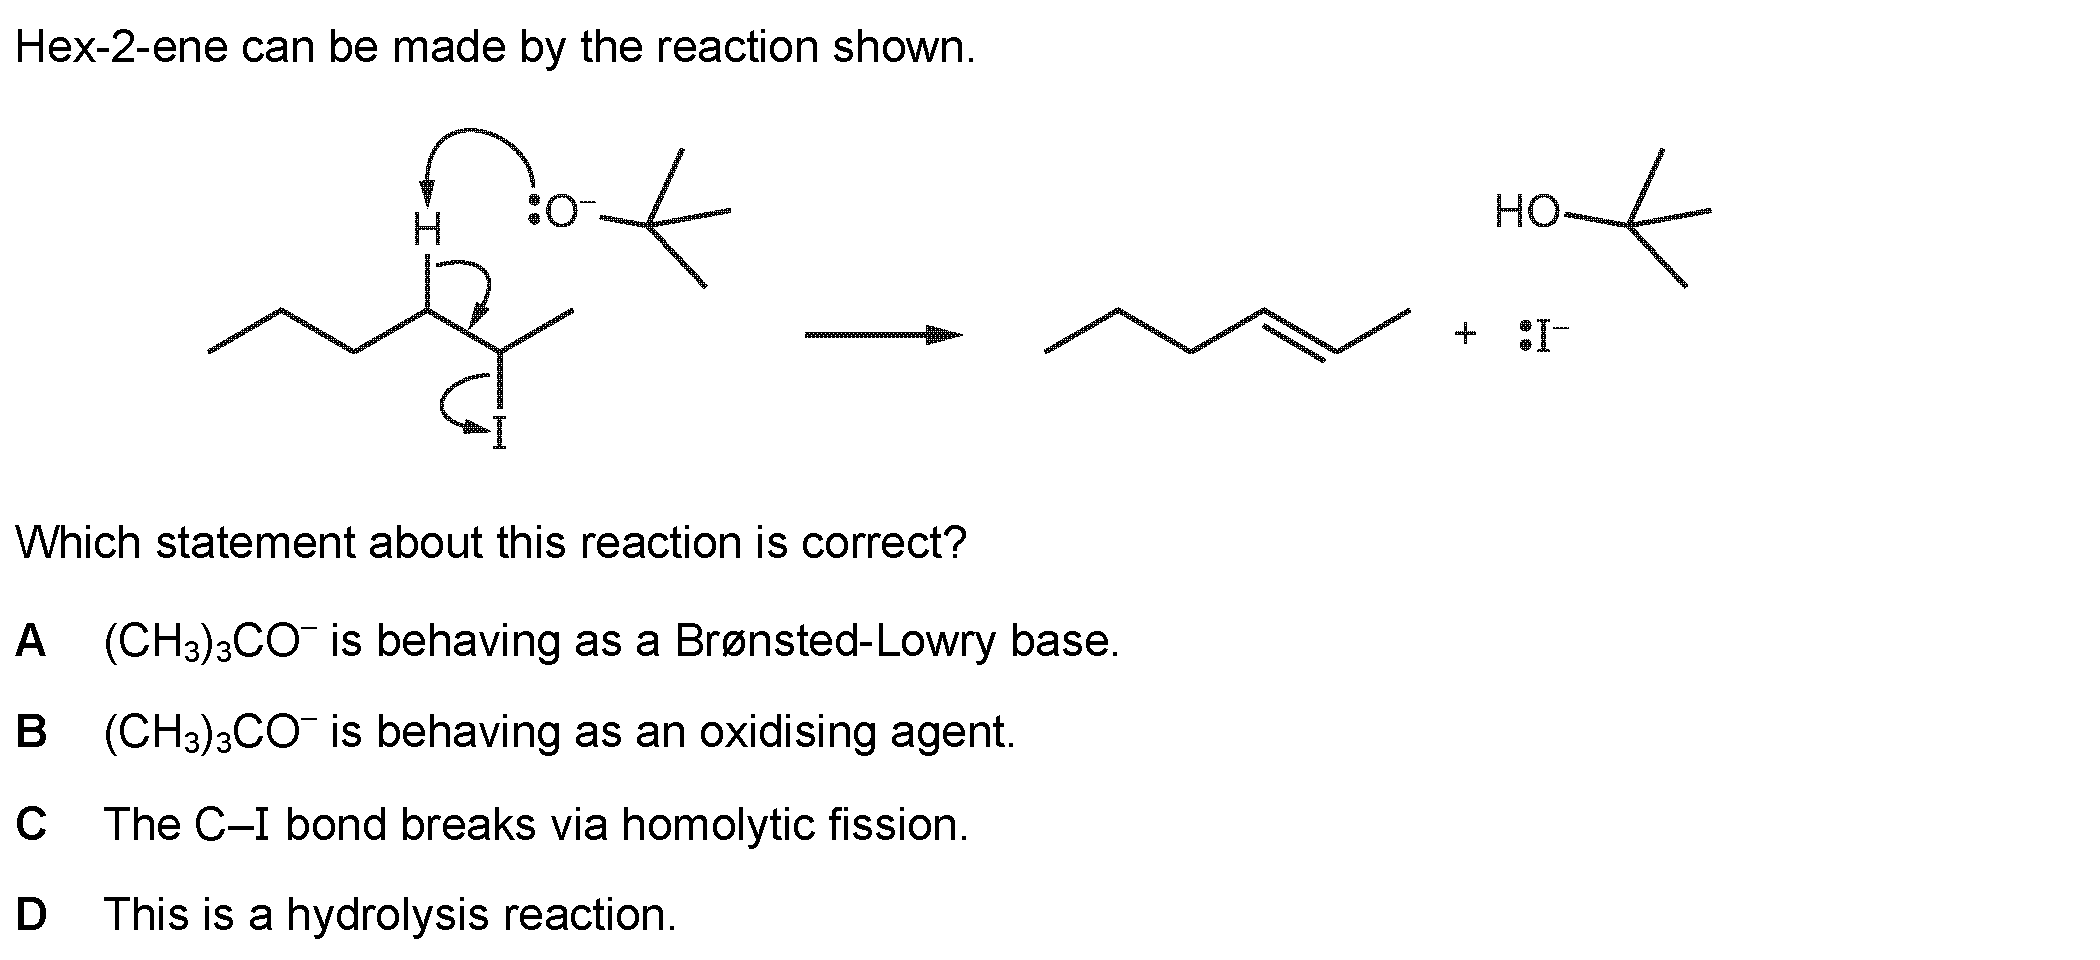 Hex-2-ene can be made by the reaction shown.
H :O⁻ HO
I + :I⁻
Which statement about this reaction is correct?
A (CH₃)₃CO⁻ is behaving as a Brønsted-Lowry base.
B (CH₃)₃CO⁻ is behaving as an oxidising agent.
C The C–I bond breaks via homolytic fission.
D This is a hydrolysis reaction.